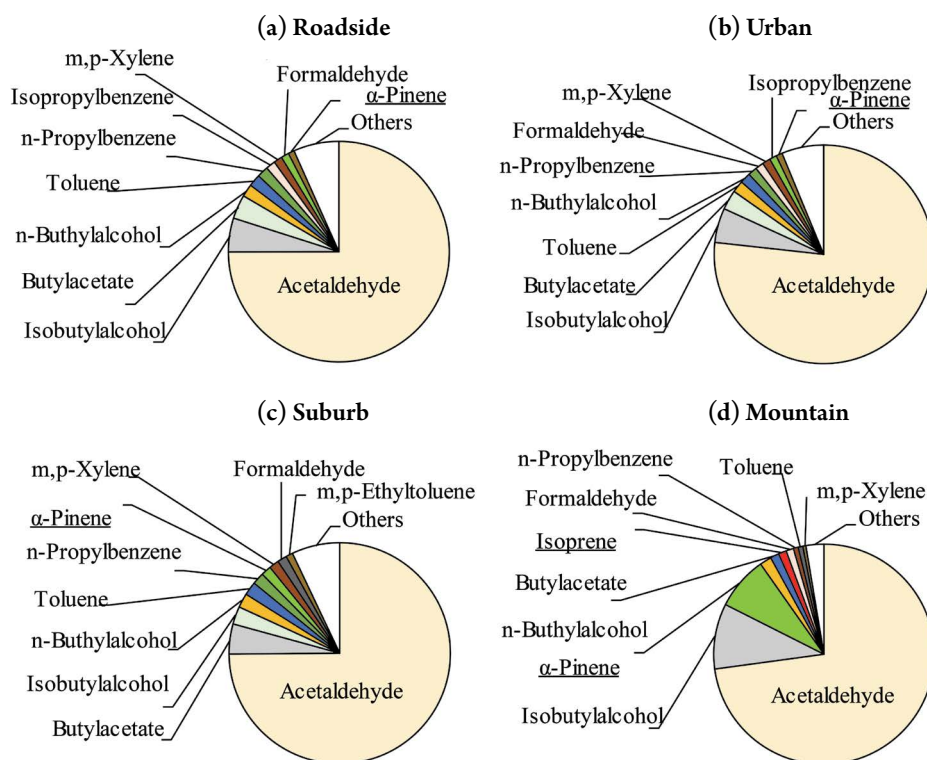 (a) Roadside
m,p-Xylene
Formaldehyde
Isopropylbenzene
α-Pinene
n-Propylbenzene
Others
Toluene
n-Buthylalcohol
Butylacetate
Isobutylalcohol
Acetaldehyde
(b) Urban
Isopropylbenzene
m,p-Xylene
α-Pinene
Formaldehyde
Others
n-Propylbenzene
n-Buthylalcohol
Toluene
Butylacetate
Isobutylalcohol
Acetaldehyde
(c) Suburb
m,p-Xylene
Formaldehyde
m,p-Ethyltoluene
α-Pinene
Others
n-Propylbenzene
Toluene
n-Buthylalcohol
Isobutylalcohol
Butylacetate
Acetaldehyde
(d) Mountain
n-Propylbenzene
Toluene
Formaldehyde
m,p-Xylene
Isoprene
Others
Butylacetate
n-Buthylalcohol
α-Pinene
Isobutylalcohol
Acetaldehyde